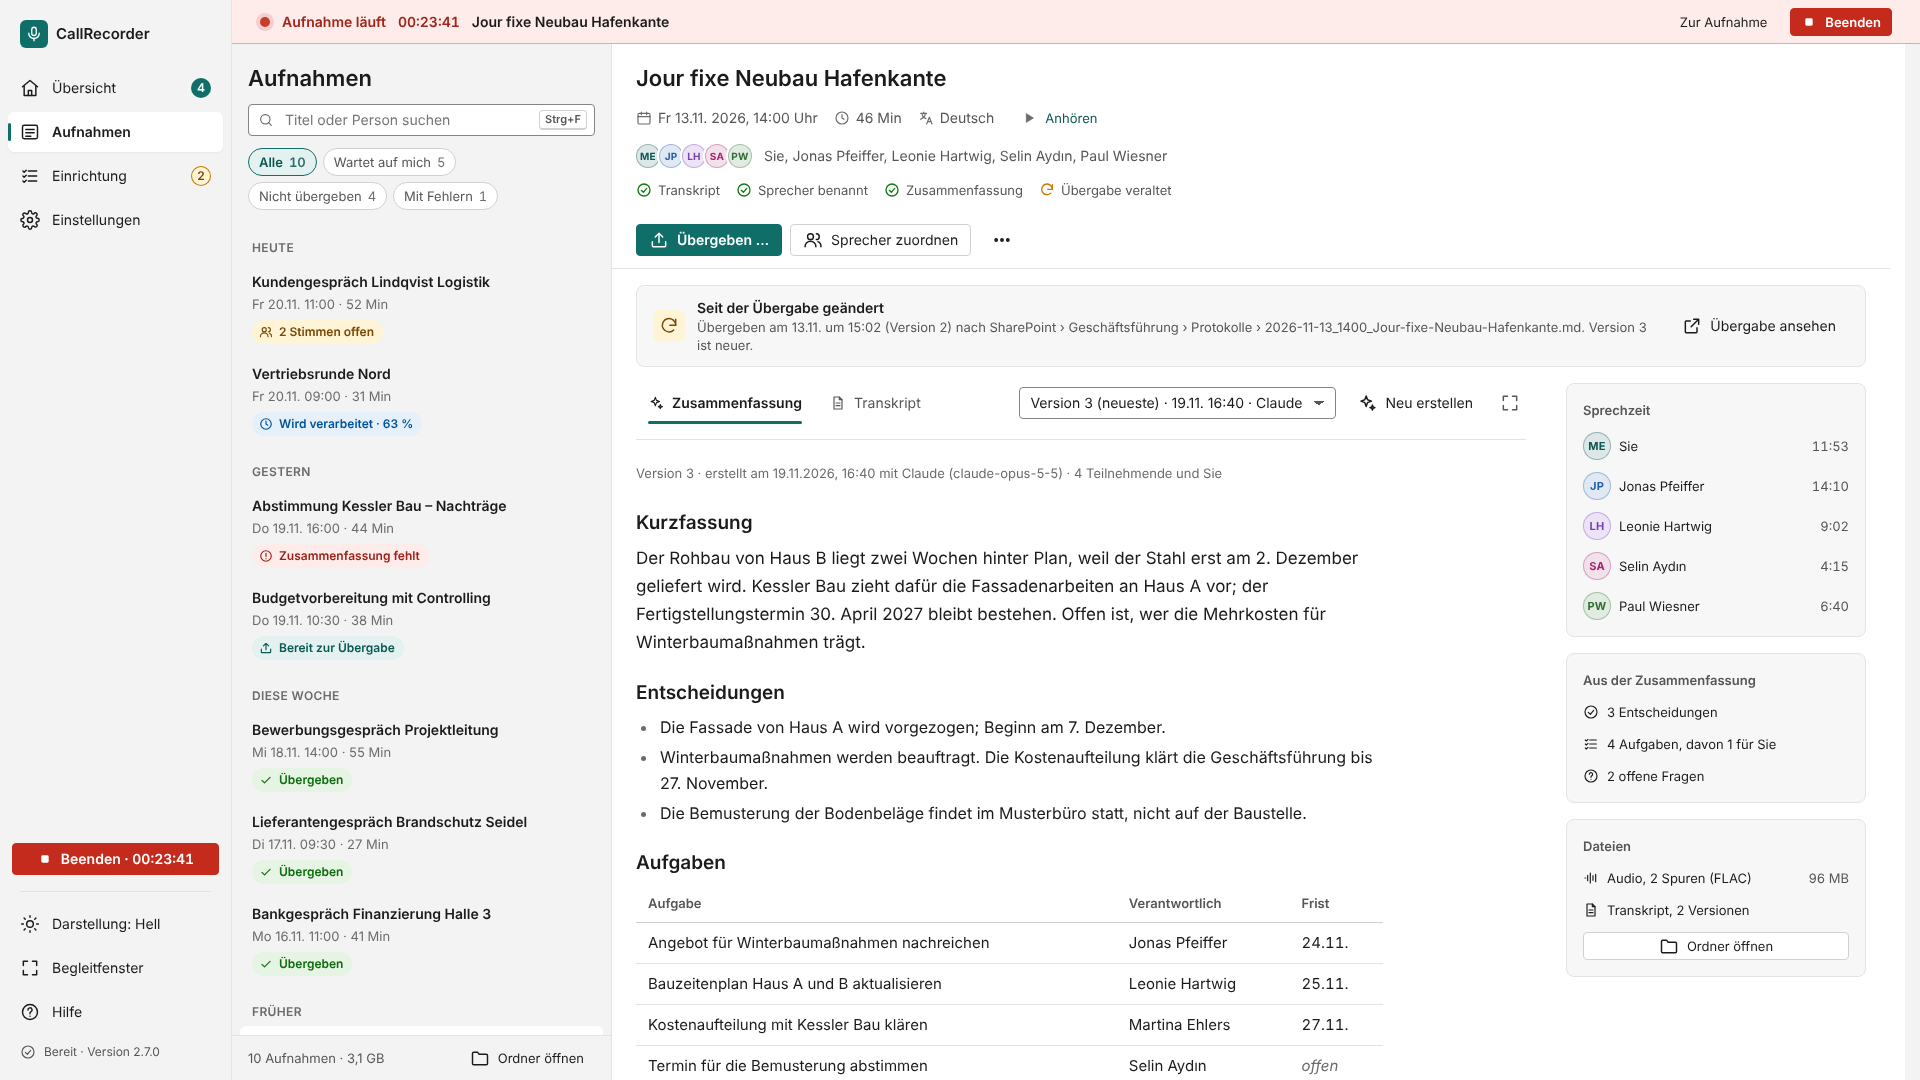 CallRecorder
Übersicht 4
Aufnahmen
Einrichtung 2
Einstellungen
Beenden · 00:23:41
Darstellung: Hell
Begleitfenster
Hilfe
Bereit · Version 2.7.0
Aufnahme läuft 00:23:41 Jour fixe Neubau Hafenkante
Zur Aufnahme
Beenden
Aufnahmen
Titel oder Person suchen Strg+F
Alle 10 Wartet auf mich 5
Nicht übergeben 4 Mit Fehlern 1
HEUTE
Kundengespräch Lindqvist Logistik
Fr 20.11. 11:00 · 52 Min
2 Stimmen offen
Vertriebsrunde Nord
Fr 20.11. 09:00 · 31 Min
Wird verarbeitet · 63 %
GESTERN
Abstimmung Kessler Bau – Nachträge
Do 19.11. 16:00 · 44 Min
Zusammenfassung fehlt
Budgetvorbereitung mit Controlling
Do 19.11. 10:30 · 38 Min
Bereit zur Übergabe
DIESE WOCHE
Bewerbungsgespräch Projektleitung
Mi 18.11. 14:00 · 55 Min
Übergeben
Lieferantengespräch Brandschutz Seidel
Di 17.11. 09:30 · 27 Min
Übergeben
Bankgespräch Finanzierung Halle 3
Mo 16.11. 11:00 · 41 Min
Übergeben
FRÜHER
10 Aufnahmen · 3,1 GB
Ordner öffnen
Jour fixe Neubau Hafenkante
Fr 13.11. 2026, 14:00 Uhr 46 Min Deutsch Anhören
ME JP LH SA PW Sie, Jonas Pfeiffer, Leonie Hartwig, Selin Aydın, Paul Wiesner
Transkript Sprecher benannt Zusammenfassung Übergabe veraltet
Übergeben ... Sprecher zuordnen
Seit der Übergabe geändert
Übergeben am 13.11. um 15:02 (Version 2) nach SharePoint › Geschäftsführung › Protokolle › 2026-11-13_1400_Jour-fixe-Neubau-Hafenkante.md. Version 3
ist neuer.
Übergabe ansehen
Zusammenfassung Transkript
Version 3 (neueste) · 19.11. 16:40 · Claude
Neu erstellen
Version 3 · erstellt am 19.11.2026, 16:40 mit Claude (claude-opus-5-5) · 4 Teilnehmende und Sie
Kurzfassung
Der Rohbau von Haus B liegt zwei Wochen hinter Plan, weil der Stahl erst am 2. Dezember
geliefert wird. Kessler Bau zieht dafür die Fassadenarbeiten an Haus A vor; der
Fertigstellungstermin 30. April 2027 bleibt bestehen. Offen ist, wer die Mehrkosten für
Winterbaumaßnahmen trägt.
Entscheidungen
• Die Fassade von Haus A wird vorgezogen; Beginn am 7. Dezember.
• Winterbaumaßnahmen werden beauftragt. Die Kostenaufteilung klärt die Geschäftsführung bis
27. November.
• Die Bemusterung der Bodenbeläge findet im Musterbüro statt, nicht auf der Baustelle.
Aufgaben
Aufgabe Verantwortlich Frist
Angebot für Winterbaumaßnahmen nachreichen Jonas Pfeiffer 24.11.
Bauzeitenplan Haus A und B aktualisieren Leonie Hartwig 25.11.
Kostenaufteilung mit Kessler Bau klären Martina Ehlers 27.11.
Termin für die Bemusterung abstimmen Selin Aydın offen
Sprechzeit
ME Sie 11:53
JP Jonas Pfeiffer 14:10
LH Leonie Hartwig 9:02
SA Selin Aydın 4:15
PW Paul Wiesner 6:40
Aus der Zusammenfassung
3 Entscheidungen
4 Aufgaben, davon 1 für Sie
2 offene Fragen
Dateien
Audio, 2 Spuren (FLAC) 96 MB
Transkript, 2 Versionen
Ordner öffnen